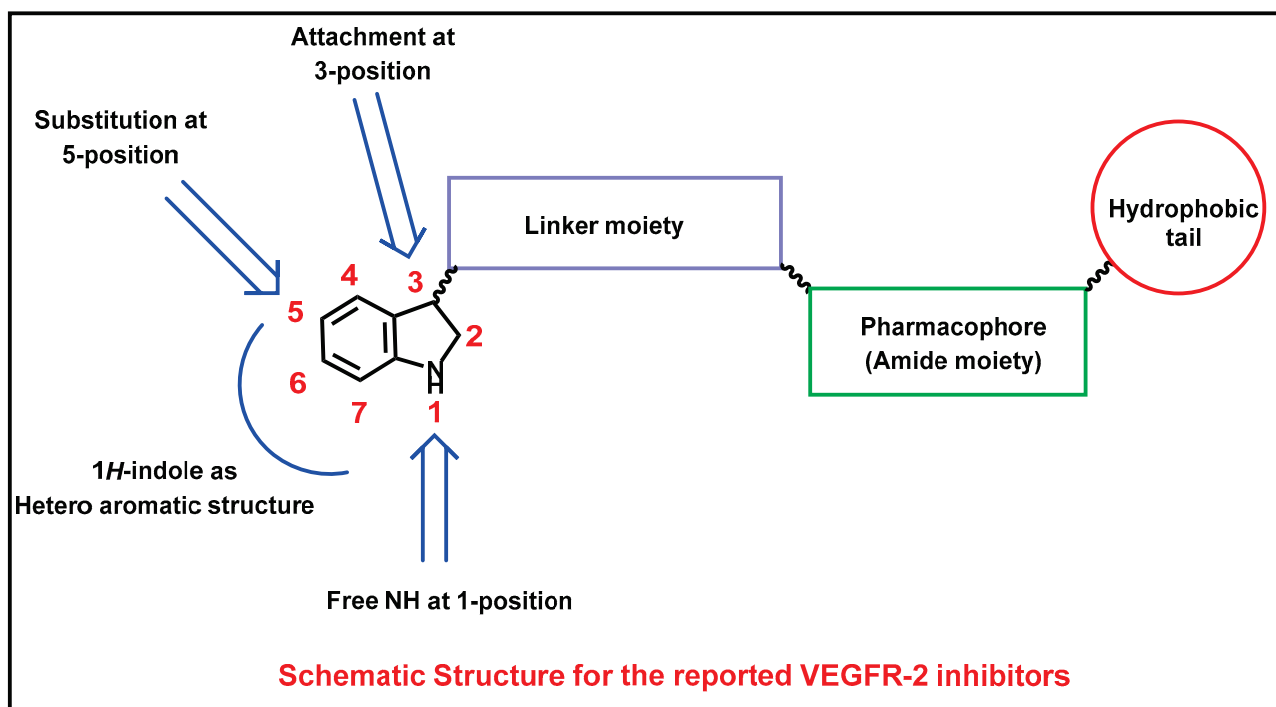 Attachment at
3-position
Substitution at
5-position
Linker moiety
Hydrophobic
tail
Pharmacophore
(Amide moiety)
4
3
5
2
6
7
1
N
H
1H-indole as
Hetero aromatic structure
Free NH at 1-position
Schematic Structure for the reported VEGFR-2 inhibitors